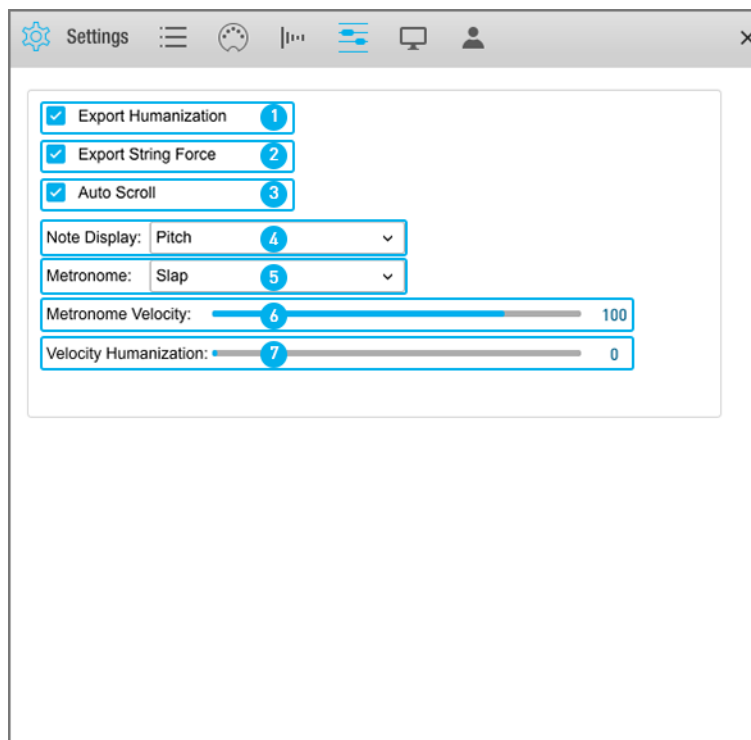 Settings
Export Humanization 1
Export String Force 2
Auto Scroll 3
Note Display: Pitch 4
Metronome: Slap 5
Metronome Velocity: 6 100
Velocity Humanization: 7 0